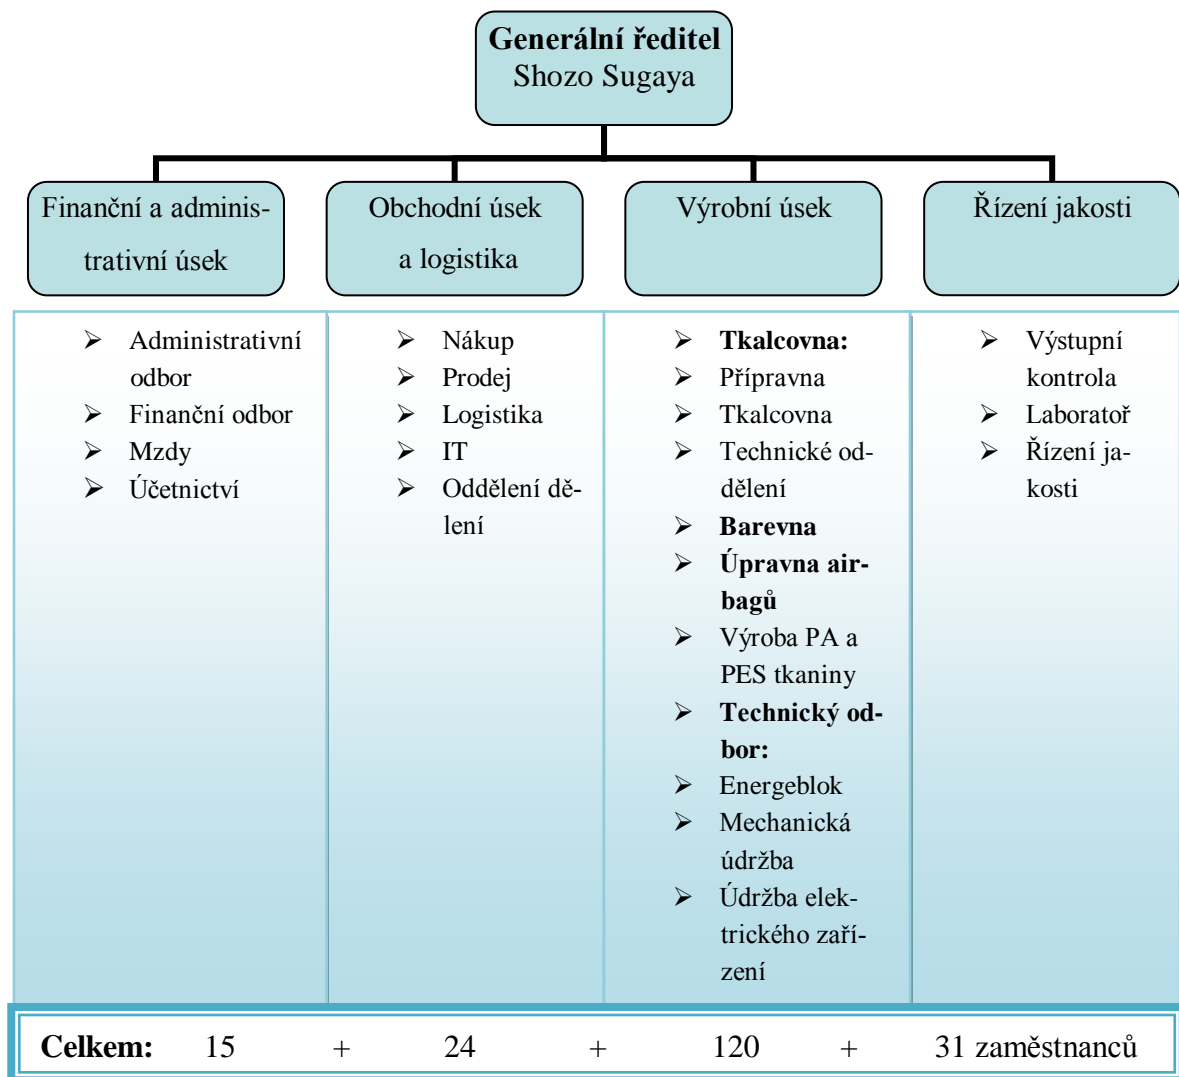 Generální ředitel
Shozo Sugaya
Finanční a adminis-
trativní úsek
Obchodní úsek
a logistika
Výrobní úsek
Řízení jakosti
➢ Administrativní
odbor
➢ Finanční odbor
➢ Mzdy
➢ Účetnictví
➢ Nákup
➢ Prodej
➢ Logistika
➢ IT
➢ Oddělení dě-
lení
➢ Tkalcovna:
➢ Přípravna
➢ Tkalcovna
➢ Technické od-
dělení
➢ Barevna
➢ Úpravna air-
bagů
➢ Výroba PA a
PES tkaniny
➢ Technický od-
bor:
➢ Energeblok
➢ Mechanická
údržba
➢ Údržba elek-
trického zaří-
zení
➢ Výstupní
kontrola
➢ Laboratoř
➢ Řízení ja-
kosti
Celkem: 15 + 24 + 120 + 31 zaměstnanců